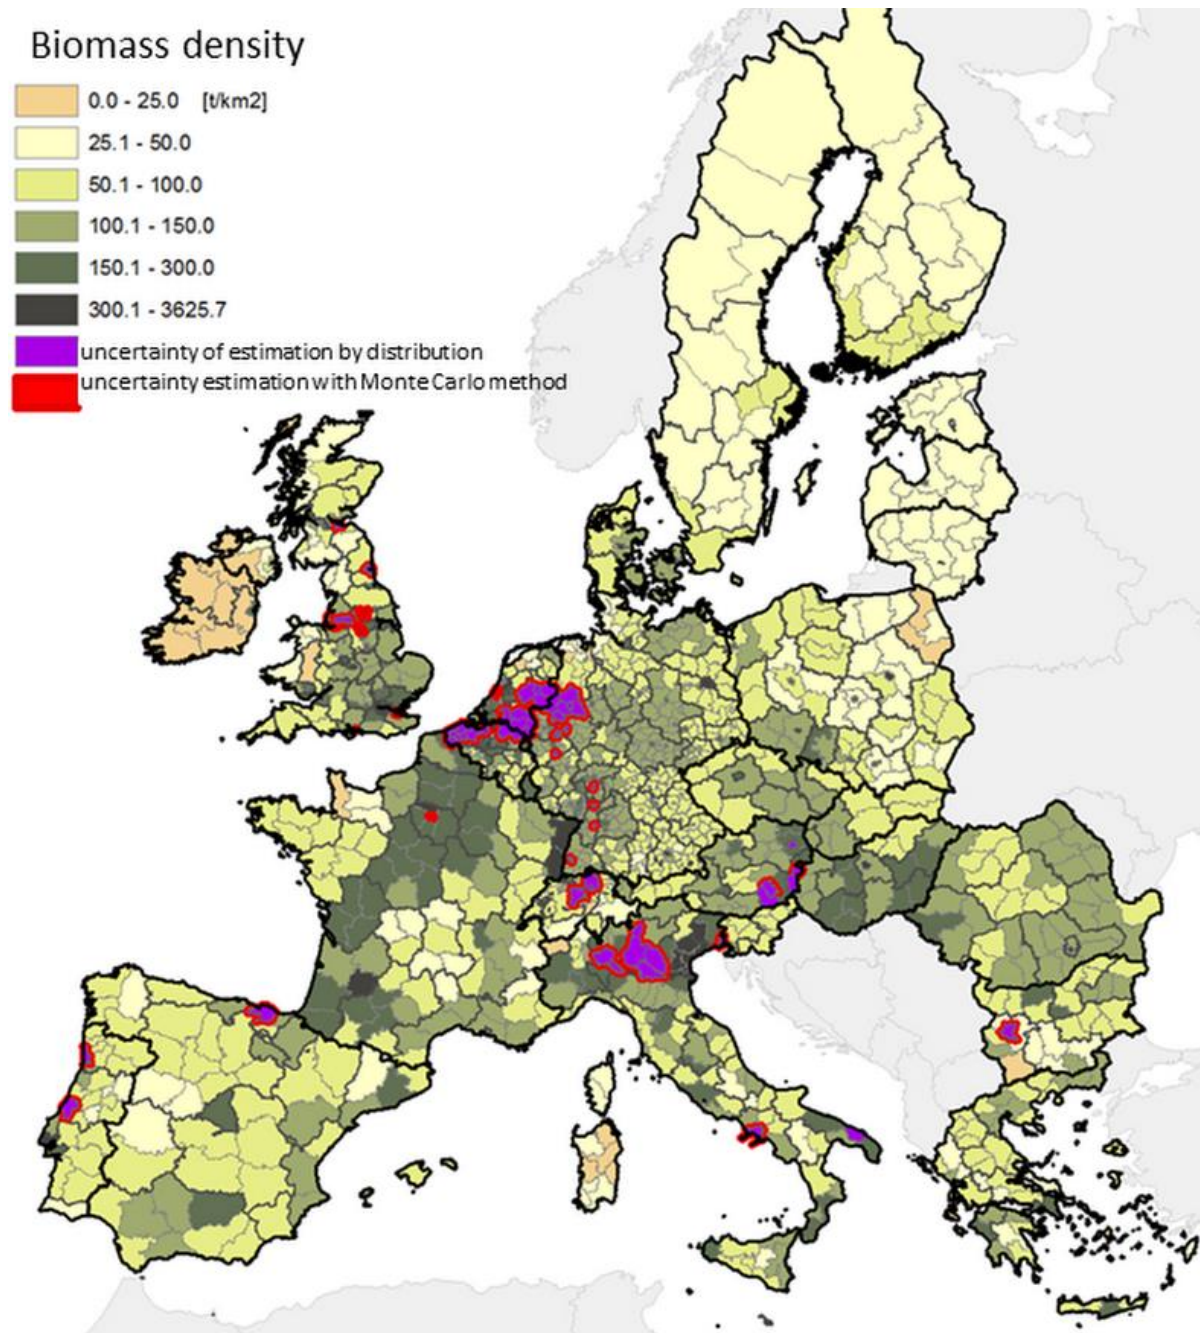 Biomass density
0.0 - 25.0 [t/km2]
25.1 - 50.0
50.1 - 100.0
100.1 - 150.0
150.1 - 300.0
300.1 - 3625.7
uncertainty of estimation by distribution
uncertainty estimation with Monte Carlo method